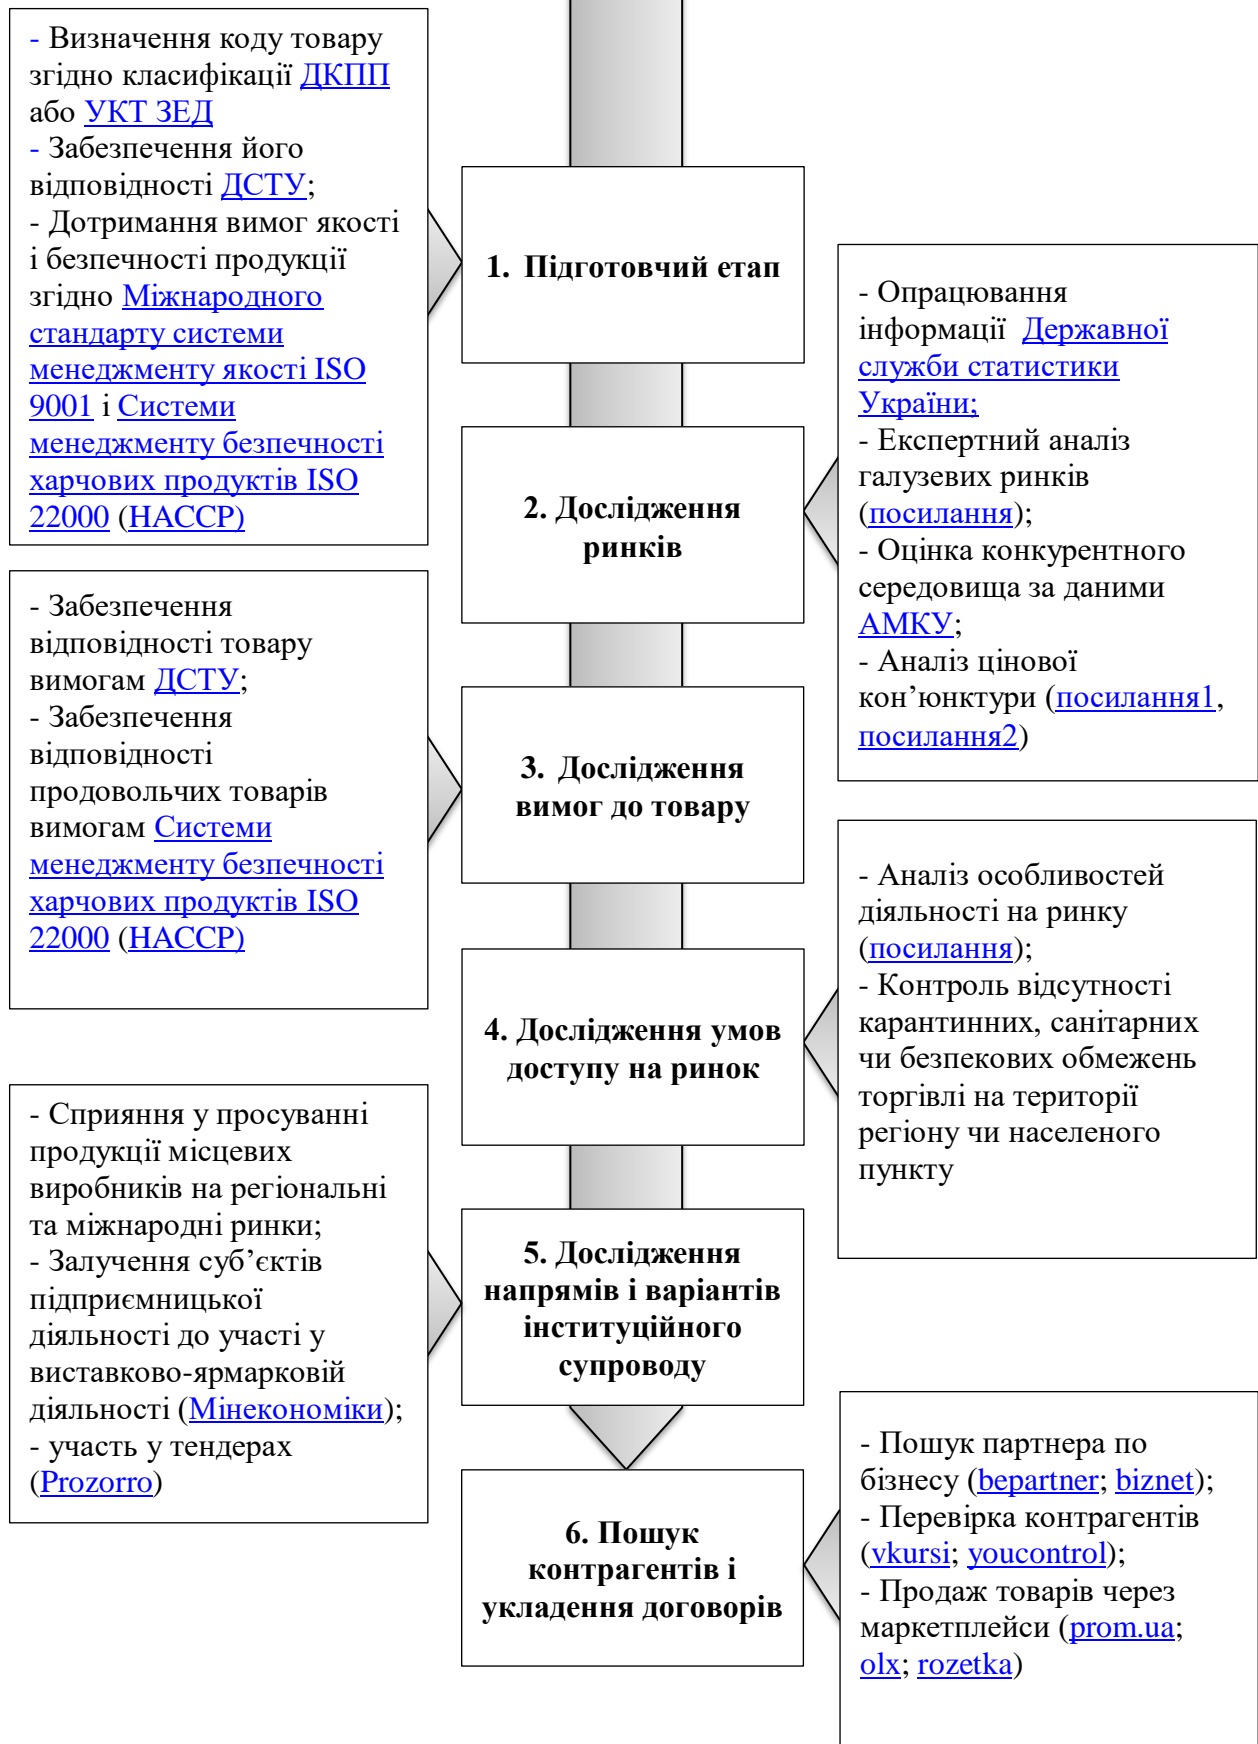 - Визначення коду товару
згідно класифікації ДКПП
або УКТ ЗЕД
- Забезпечення його
відповідності ДСТУ;
- Дотримання вимог якості
і безпечності продукції
згідно Міжнародного
стандарту системи
менеджменту якості ISO
9001 і Системи
менеджменту безпечності
харчових продуктів ISO
22000 (HACCP)
1. Підготовчий етап
- Опрацювання
інформації Державної
служби статистики
України;
- Експертний аналіз
галузевих ринків
(посилання);
- Оцінка конкурентного
середовища за даними
АМКУ;
- Аналіз цінової
кон’юнктури (посилання1,
посилання2)
2. Дослідження
ринків
- Забезпечення
відповідності товару
вимогам ДСТУ;
- Забезпечення
відповідності
продовольчих товарів
вимогам Системи
менеджменту безпечності
харчових продуктів ISO
22000 (HACCP)
3. Дослідження
вимог до товару
- Аналіз особливостей
діяльності на ринку
(посилання);
- Контроль відсутності
карантинних, санітарних
чи безпекових обмежень
торгівлі на території
регіону чи населеного
пункту
4. Дослідження умов
доступу на ринок
- Сприяння у просуванні
продукції місцевих
виробників на регіональні
та міжнародні ринки;
- Залучення суб’єктів
підприємницької
діяльності до участі у
виставково-ярмарковій
діяльності (Мінекономіки);
- участь у тендерах
(Prozorro)
5. Дослідження
напрямів і варіантів
інституційного
супроводу
- Пошук партнера по
бізнесу (bepartner; biznet);
- Перевірка контрагентів
(vkursi; youcontrol);
- Продаж товарів через
маркетплейси (prom.ua;
olx; rozetka)
6. Пошук
контрагентів і
укладення договорів